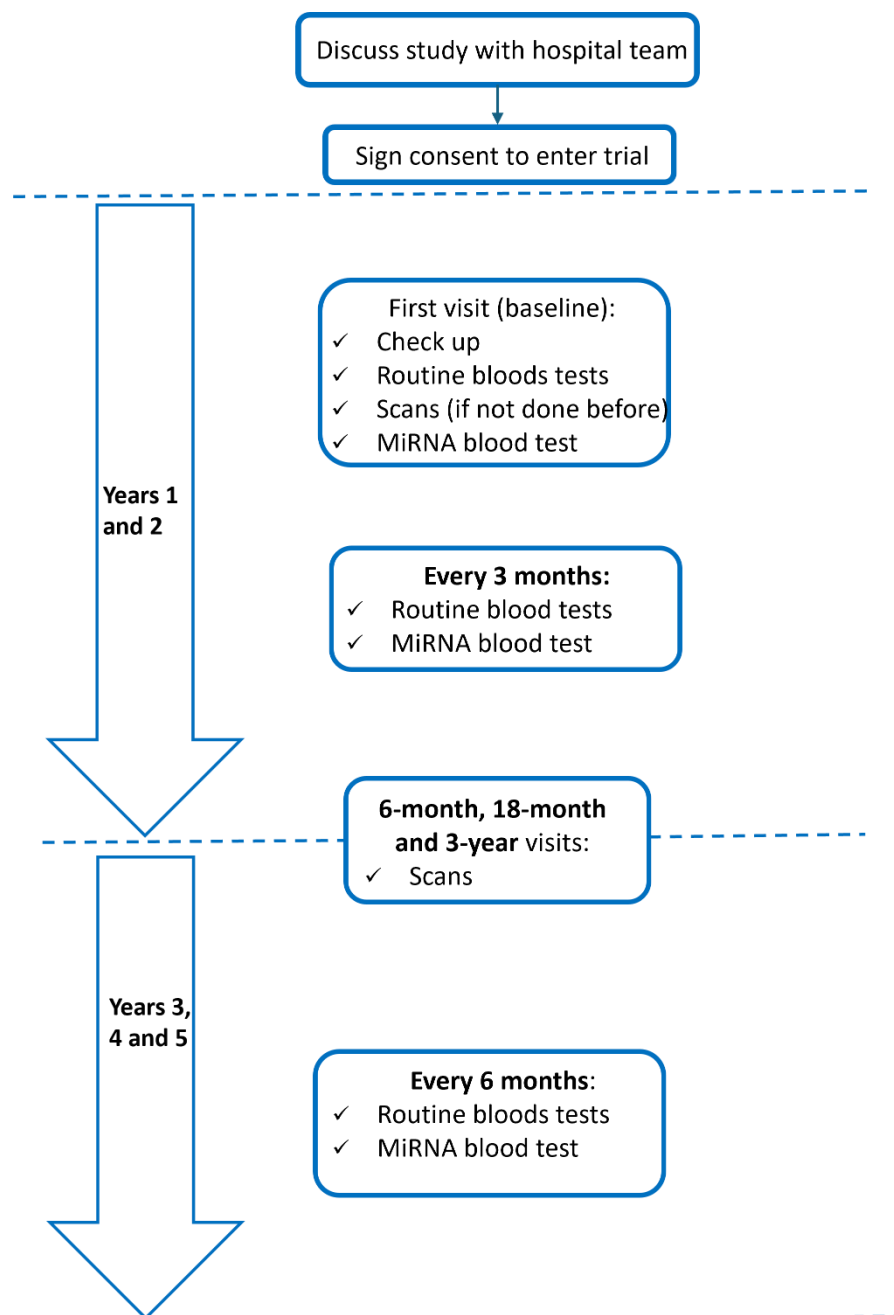 Discuss study with hospital team
Sign consent to enter trial
First visit (baseline):
✓ Check up
✓ Routine bloods tests
✓ Scans (if not done before)
✓ MiRNA blood test
Years 1
and 2
Every 3 months:
✓ Routine blood tests
✓ MiRNA blood test
6-month, 18-month
and 3-year visits:
✓ Scans
Years 3,
4 and 5
Every 6 months:
✓ Routine bloods tests
✓ MiRNA blood test